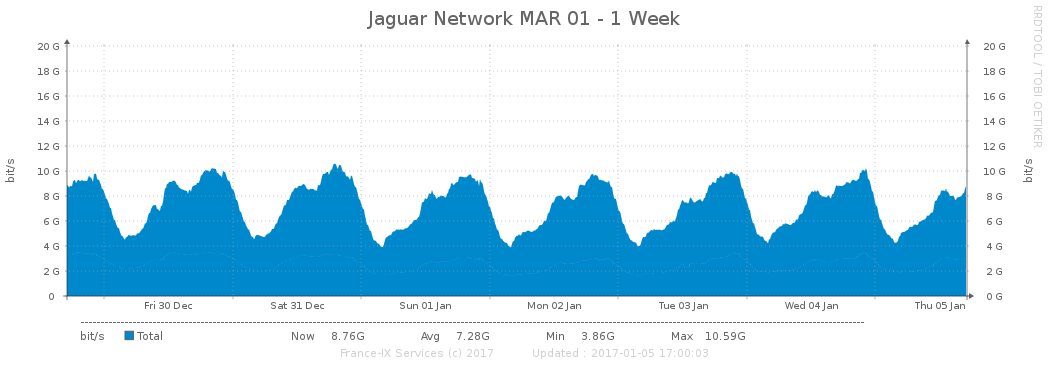 Jaguar Network MAR 01 - 1 Week
RRDTOOL / TOBI OETIKER
20 G 20 G
18 G 18 G
16 G 16 G
14 G 14 G
12 G 12 G
10 G 10 G
8 G 8 G
6 G 6 G
4 G 4 G
2 G 2 G
0 0 G
bit/s bit/s
Fri 30 Dec Sat 31 Dec Sun 01 Jan Mon 02 Jan Tue 03 Jan Wed 04 Jan Thu 05 Jan
bit/s Total Now 8.76G Avg 7.28G Min 3.86G Max 10.59G
France-IX Services (c) 2017 Updated : 2017-01-05 17:00:03